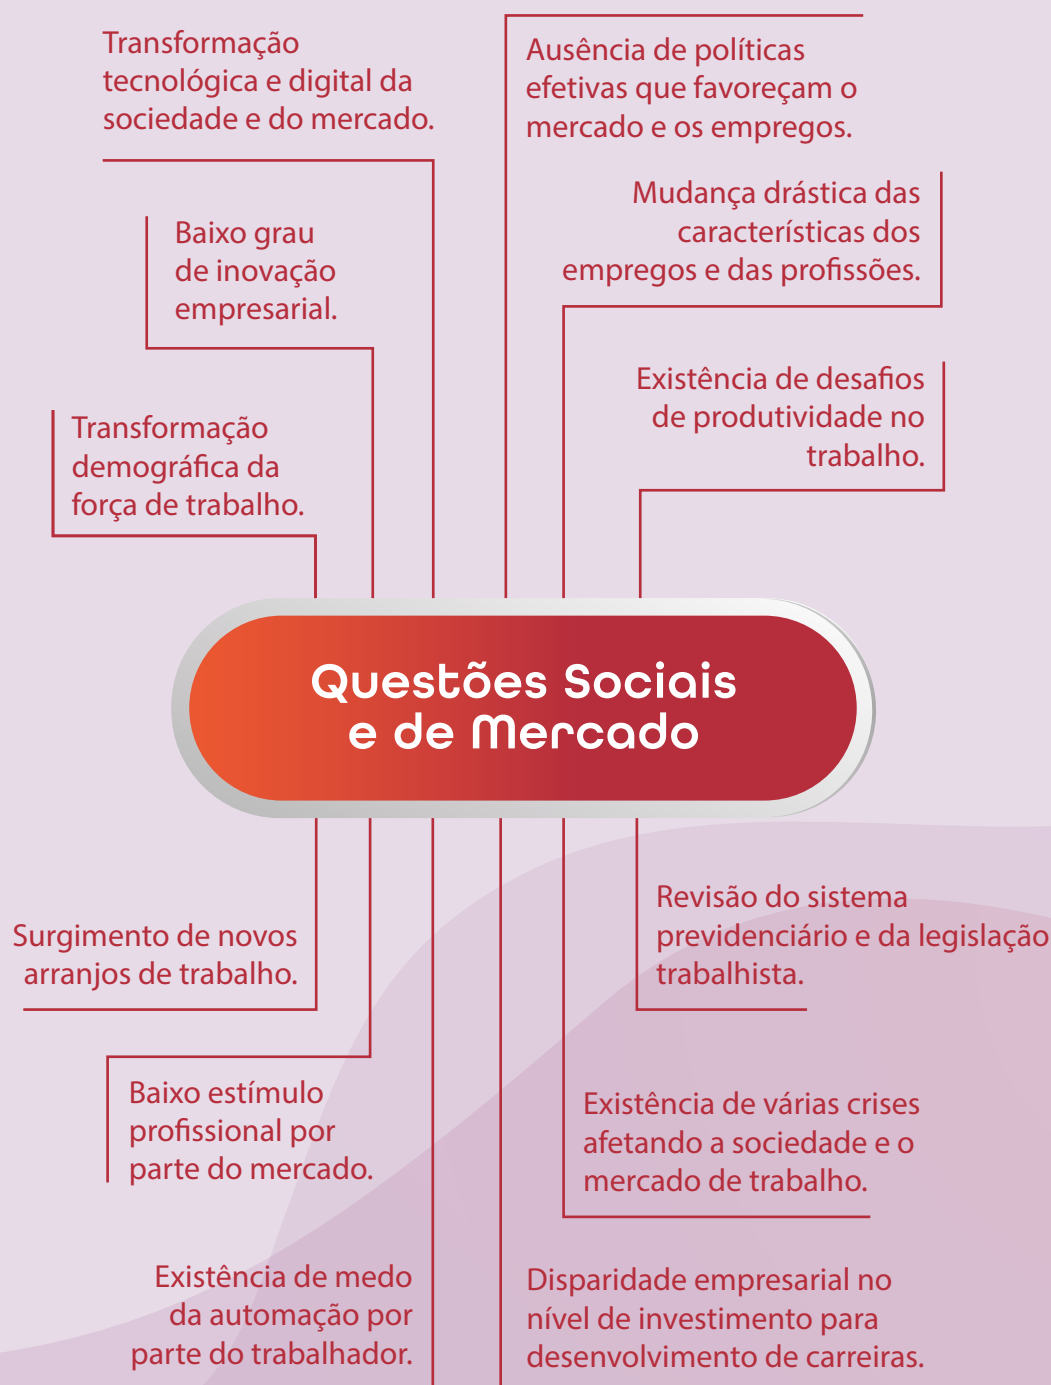 Transformação
tecnológica e digital da
sociedade e do mercado.
Ausência de políticas
efetivas que favoreçam o
mercado e os empregos.
Baixo grau
de inovação
empresarial.
Mudança drástica das
características dos
empregos e das profissões.
Transformação
demográfica da
força de trabalho.
Existência de desafios
de produtividade no
trabalho.
Questões Sociais
e de Mercado
Surgimento de novos
arranjos de trabalho.
Revisão do sistema
previdenciário e da legislação
trabalhista.
Baixo estímulo
profissional por
parte do mercado.
Existência de várias crises
afetando a sociedade e o
mercado de trabalho.
Existência de medo
da automação por
parte do trabalhador.
Disparidade empresarial no
nível de investimento para
desenvolvimento de carreiras.